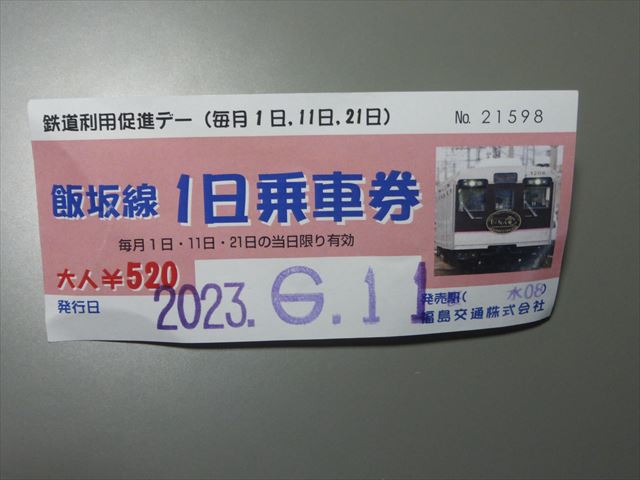 鉄道利用促進デー(毎月1日,11日,21日)
No. 21598
飯坂線 1日乗車券
毎月1日・11日・21日の当日限り有効
大人¥520
発行日
2023.6.11
発売駅( 水08)
福島交通株式会社